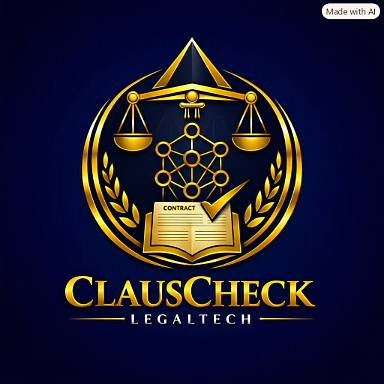 Made with AI
CONTRACT
CLAUSCHECK
LEGALTECH